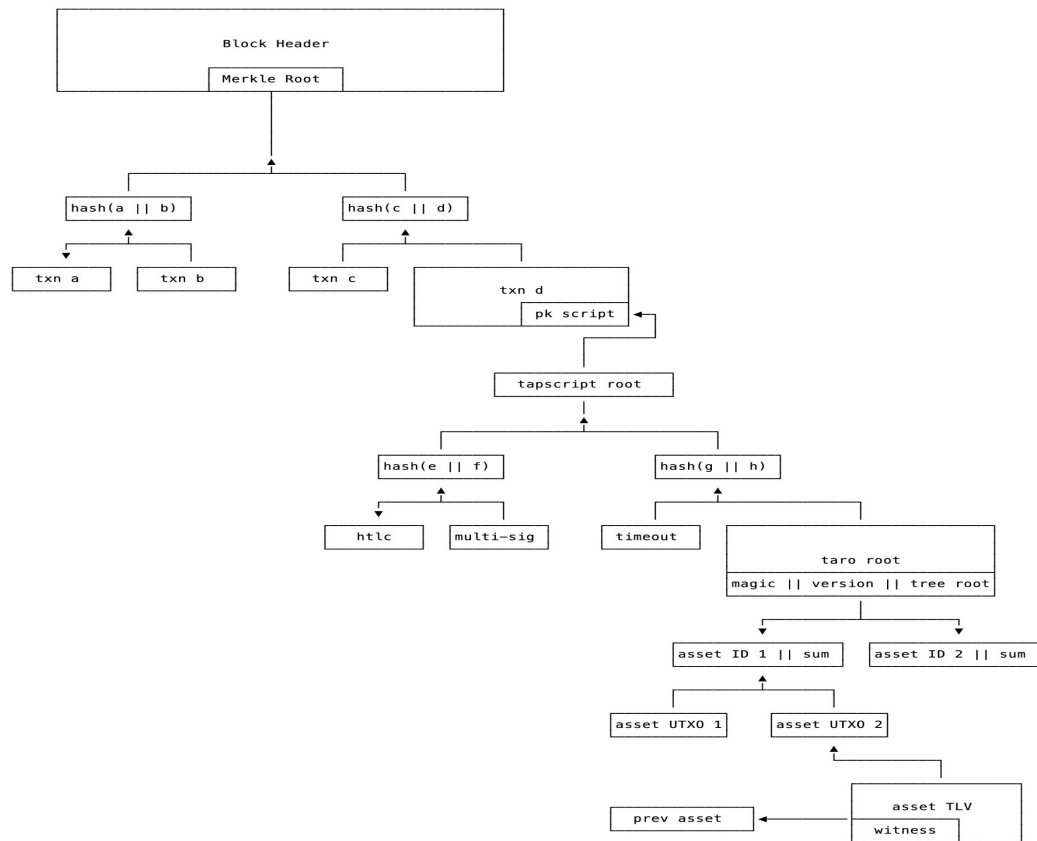 Block Header
Merkle Root
hash(a || b)
hash(c || d)
txn a
txn b
txn c
txn d
pk script
tapscript root
hash(e || f)
hash(g || h)
htlc
multi-sig
timeout
taro root
magic || version || tree root
asset ID 1 || sum
asset ID 2 || sum
asset UTXO 1
asset UTXO 2
asset TLV
prev asset
witness